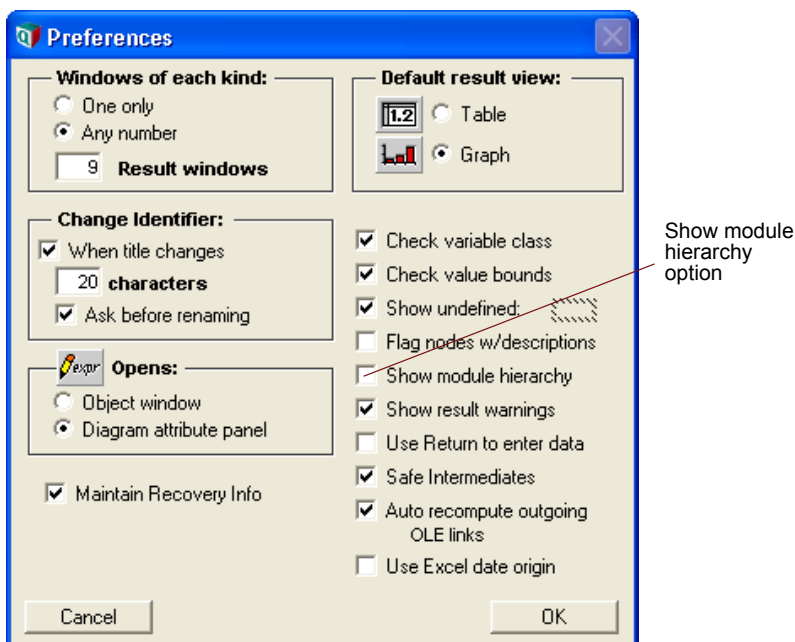 Preferences
Windows of each kind:
One only
Any number
9 Result windows
Default result view:
1.2 Table
Graph
Change Identifier:
When title changes
20 characters
Ask before renaming
expr Opens:
Object window
Diagram attribute panel
Maintain Recovery Info
Check variable class
Check value bounds
Show undefined:
Flag nodes w/descriptions
Show module hierarchy
Show result warnings
Use Return to enter data
Safe Intermediates
Auto recompute outgoing
OLE links
Use Excel date origin
Cancel
OK
Show module
hierarchy
option